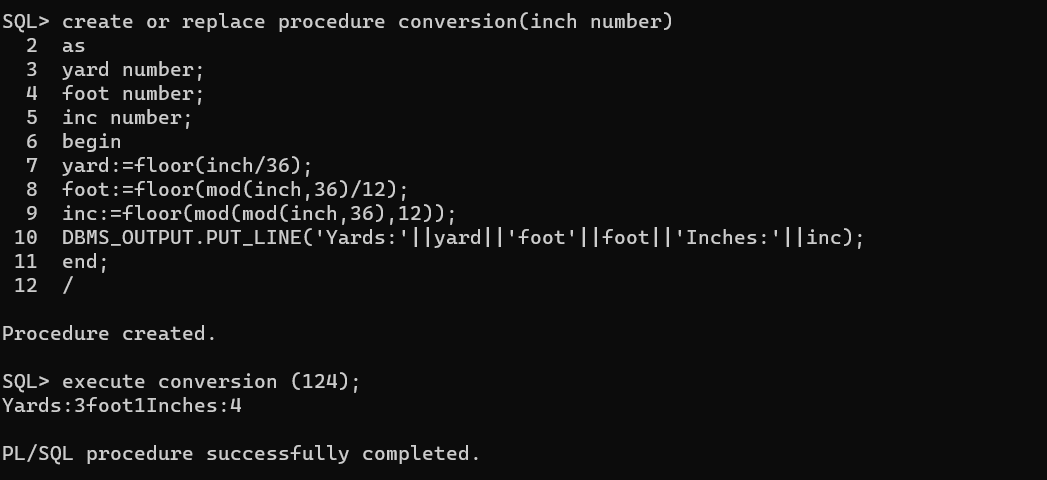 SQL> create or replace procedure conversion(inch number)
  2  as
  3  yard number;
  4  foot number;
  5  inc number;
  6  begin
  7  yard:=floor(inch/36);
  8  foot:=floor(mod(inch,36)/12);
  9  inc:=floor(mod(mod(inch,36),12));
 10  DBMS_OUTPUT.PUT_LINE('Yards:'||yard||'foot'||foot||'Inches:'||inc);
 11  end;
 12  /
Procedure created.
SQL> execute conversion (124);
Yards:3foot1Inches:4
PL/SQL procedure successfully completed.